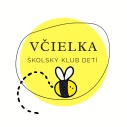 VČIELKA
ŠKOLSKÝ KLUB DETÍ